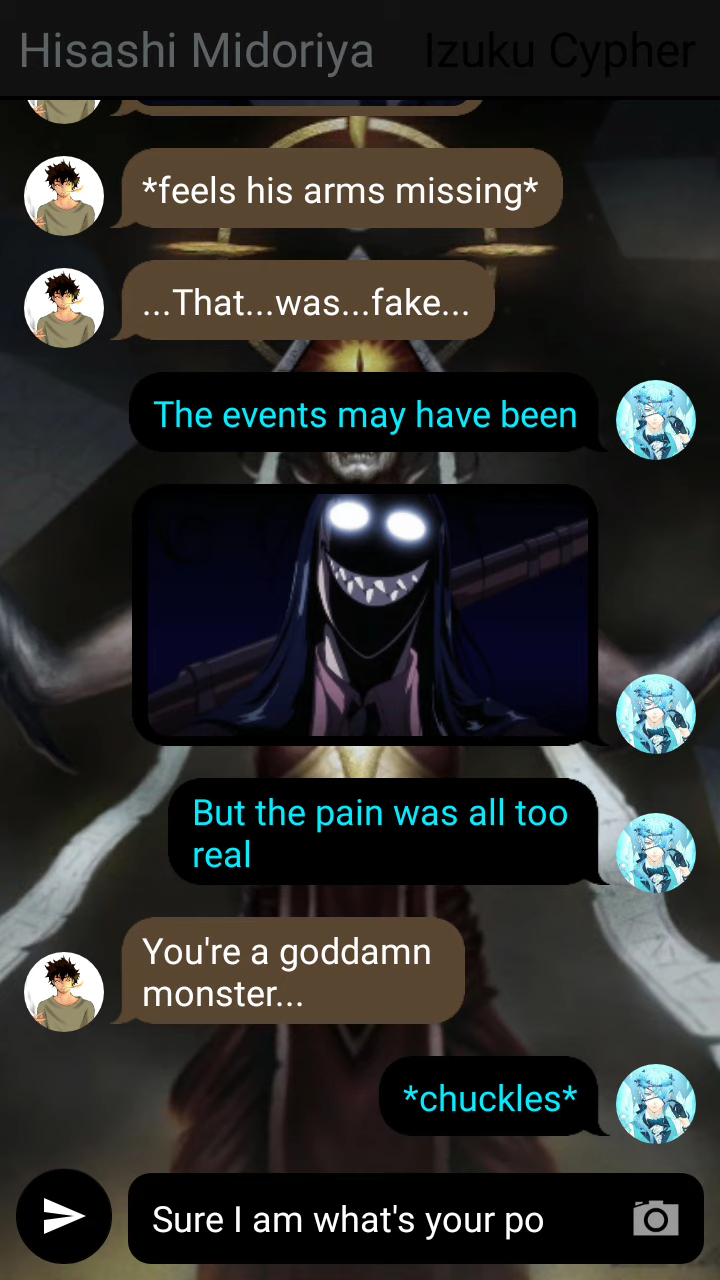 Hisashi Midoriya Izuku Cypher
*feels his arms missing*
...That...was...fake...
The events may have been
But the pain was all too
real
You're a goddamn
monster...
*chuckles*
Sure I am what's your po